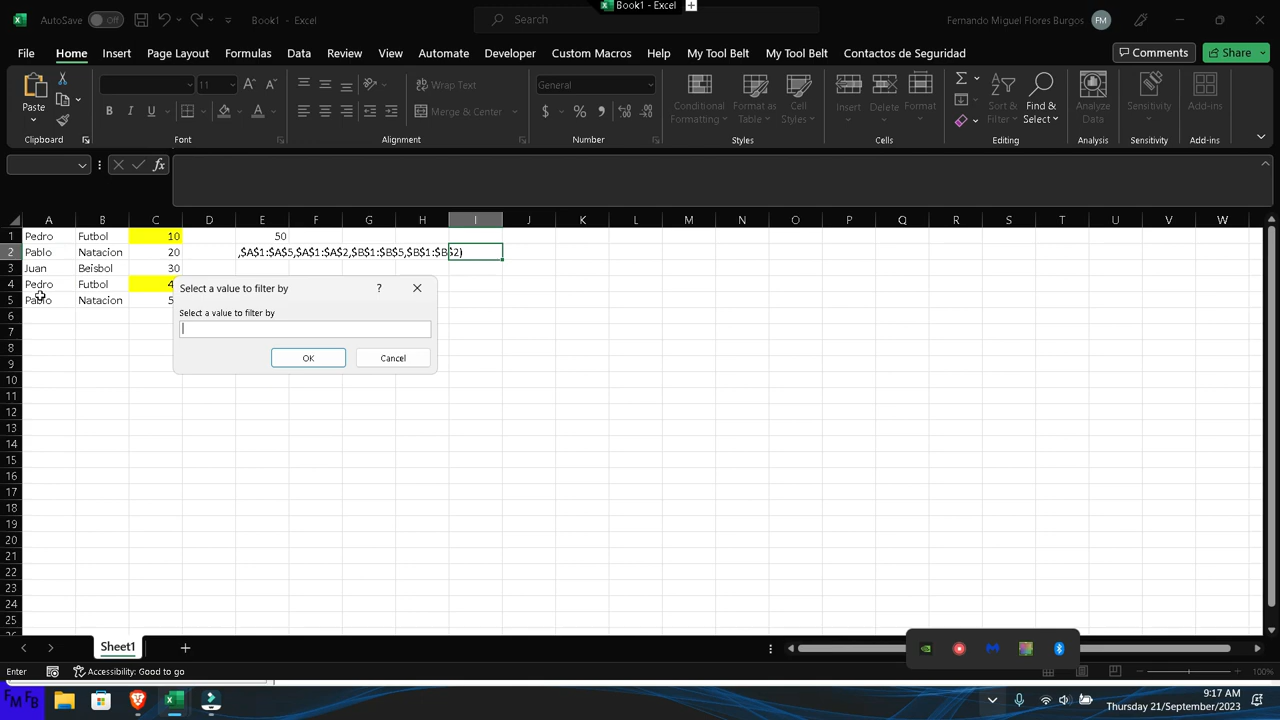 Book1 - Excel
AutoSave Off Book1 - Excel Search Fernando Miguel Flores Burgos FM
File Home Insert Page Layout Formulas Data Review View Automate Developer Custom Macros Help My Tool Belt My Tool Belt Contactos de Seguridad Comments Share
Paste 11 Wrap Text General Conditional Formatting Format as Table Cell Styles Insert Delete Format Sort & Filter Find & Select Analyze Data Sensitivity Add-ins
B I U Merge & Center
Clipboard Font Alignment Number Styles Cells Editing Analysis Sensitivity Add-ins
fx
A B C D E F G H I J K L M N O P Q R S T U V W
1 Pedro Futbol 10 50
2 Pablo Natacion 20 ,$A$1:$A$5,$A$1:$A$2,$B$1:$B$5,$B$1:$B$2)
3 Juan Beisbol 30
4 Pedro Futbol 4
5 Pablo Natacion 5
Select a value to filter by ?
Select a value to filter by
OK Cancel
6
7
8
9
10
11
12
13
14
15
16
17
18
19
20
21
22
23
24
25
Sheet1
Enter Accessibility: Good to go 100%
FM FB 9:17 AM
Thursday 21/September/2023